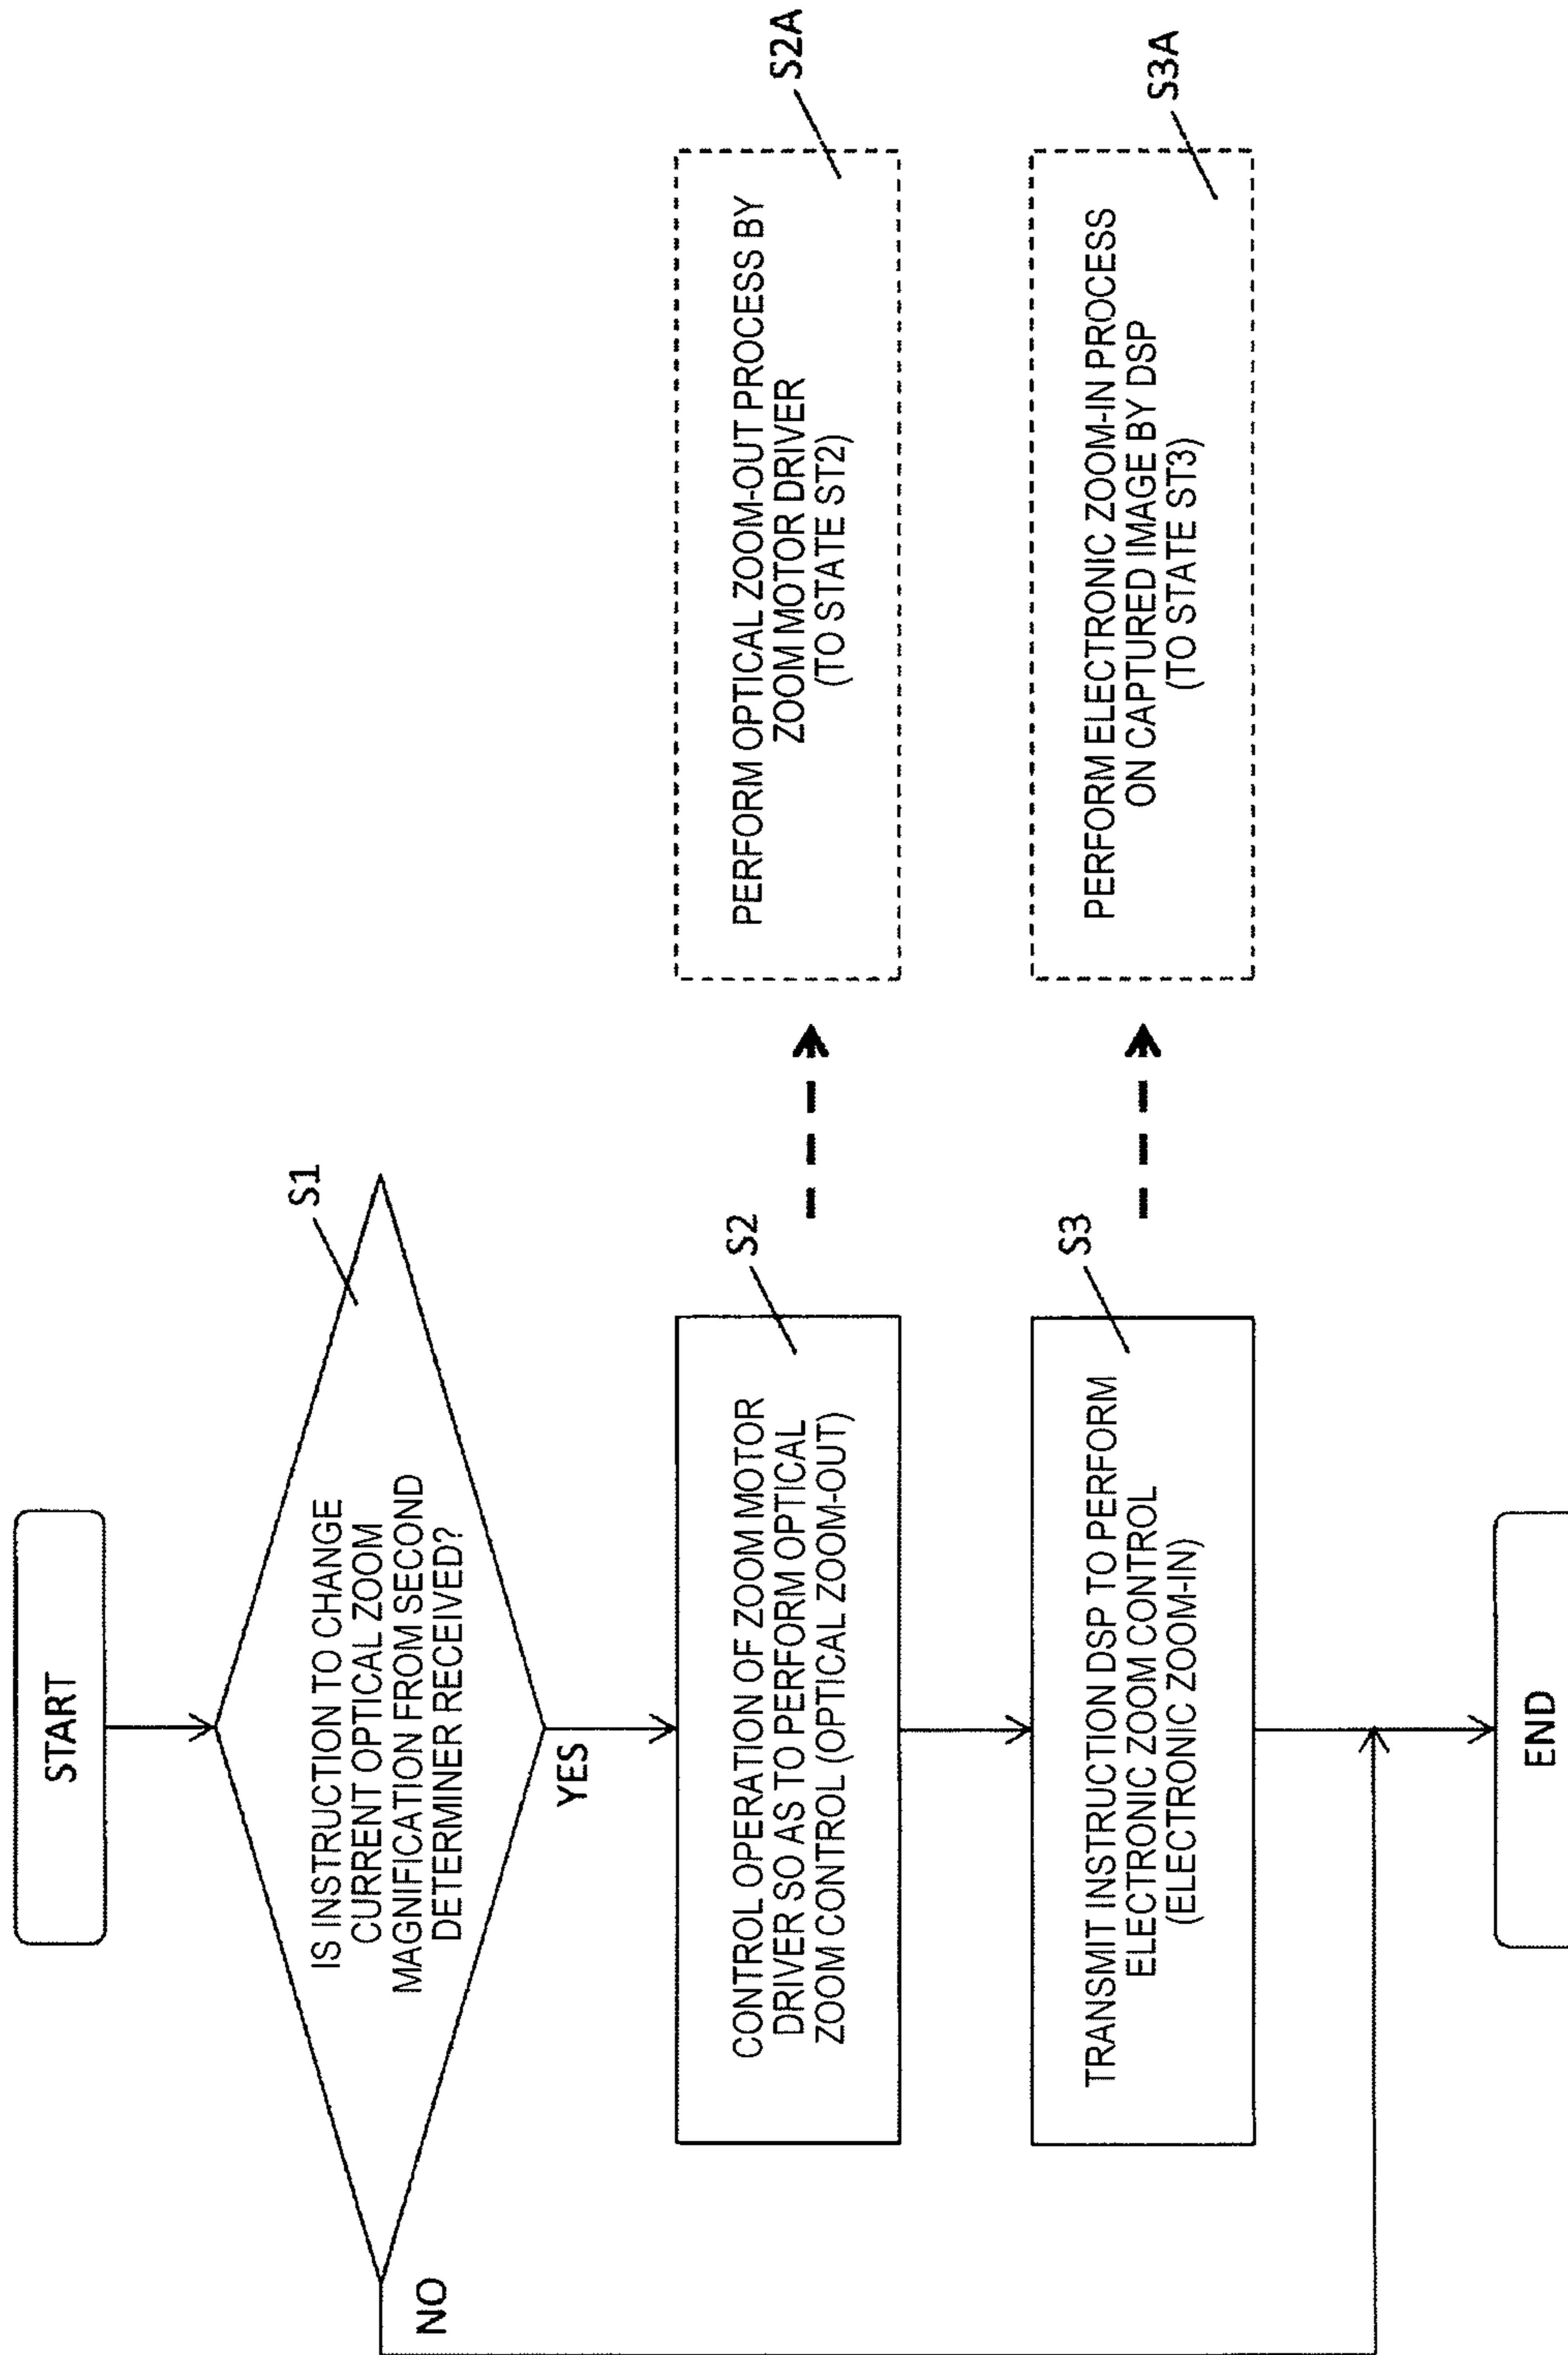 START
S1
IS INSTRUCTION TO CHANGE
CURRENT OPTICAL ZOOM
MAGNIFICATION FROM SECOND
DETERMINER RECEIVED?
NO
YES
S2
CONTROL OPERATION OF ZOOM MOTOR
DRIVER SO AS TO PERFORM OPTICAL
ZOOM CONTROL (OPTICAL ZOOM-OUT)
S2A
PERFORM OPTICAL ZOOM-OUT PROCESS BY
ZOOM MOTOR DRIVER
(TO STATE ST2)
S3
TRANSMIT INSTRUCTION DSP TO PERFORM
ELECTRONIC ZOOM CONTROL
(ELECTRONIC ZOOM-IN)
S3A
PERFORM ELECTRONIC ZOOM-IN PROCESS
ON CAPTURED IMAGE BY DSP
(TO STATE ST3)
END